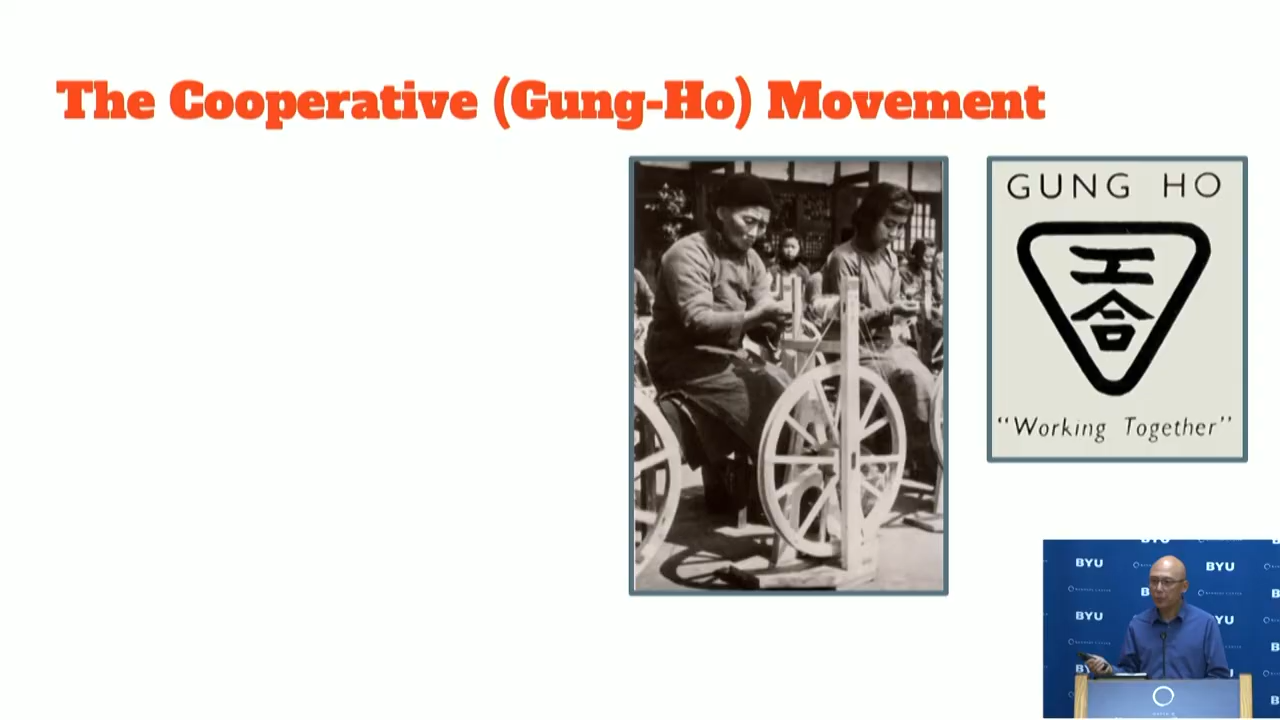 The Cooperative (Gung-Ho) Movement
GUNG HO
工
合
“Working Together”
BYU
BYU
BYU
BYU